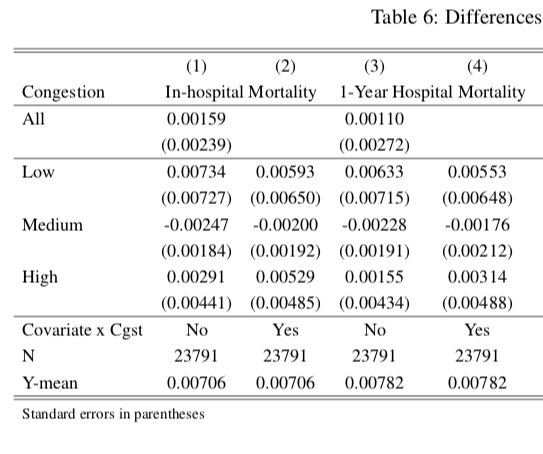 Table 6: Differences
(1) (2) (3) (4)
Congestion In-hospital Mortality 1-Year Hospital Mortality
All 0.00159 0.00110
(0.00239) (0.00272)
Low 0.00734 0.00593 0.00633 0.00553
(0.00727) (0.00650) (0.00715) (0.00648)
Medium -0.00247 -0.00200 -0.00228 -0.00176
(0.00184) (0.00192) (0.00191) (0.00212)
High 0.00291 0.00529 0.00155 0.00314
(0.00441) (0.00485) (0.00434) (0.00488)
Covariate x Cgst No Yes No Yes
N 23791 23791 23791 23791
Y-mean 0.00706 0.00706 0.00782 0.00782
Standard errors in parentheses